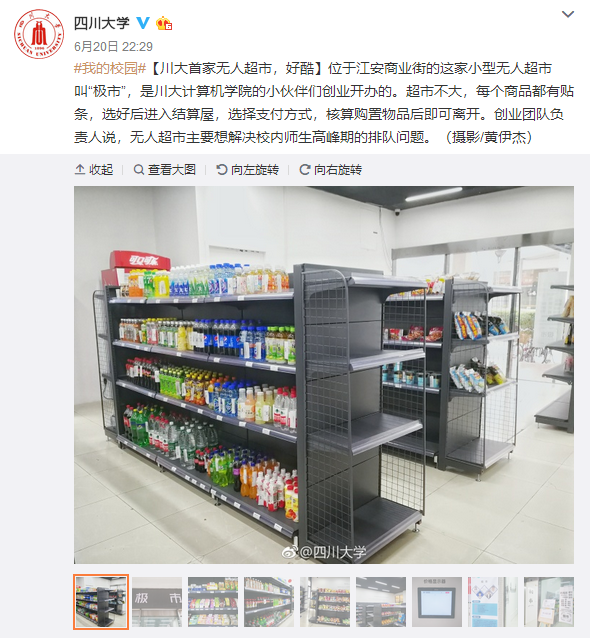 四川大学
6月20日 22:29
#我的校园#【川大首家无人超市，好酷】位于江安商业街的这家小型无人超市
叫“极市”，是川大计算机学院的小伙伴们创业开办的。超市不大，每个商品都有贴
条，选好后进入结算屋，选择支付方式，核算购置物品后即可离开。创业团队负
责人说，无人超市主要想解决校内师生高峰期的排队问题。（摄影/黄伊杰）
收起 查看大图 向左旋转 向右旋转
@四川大学
极 市